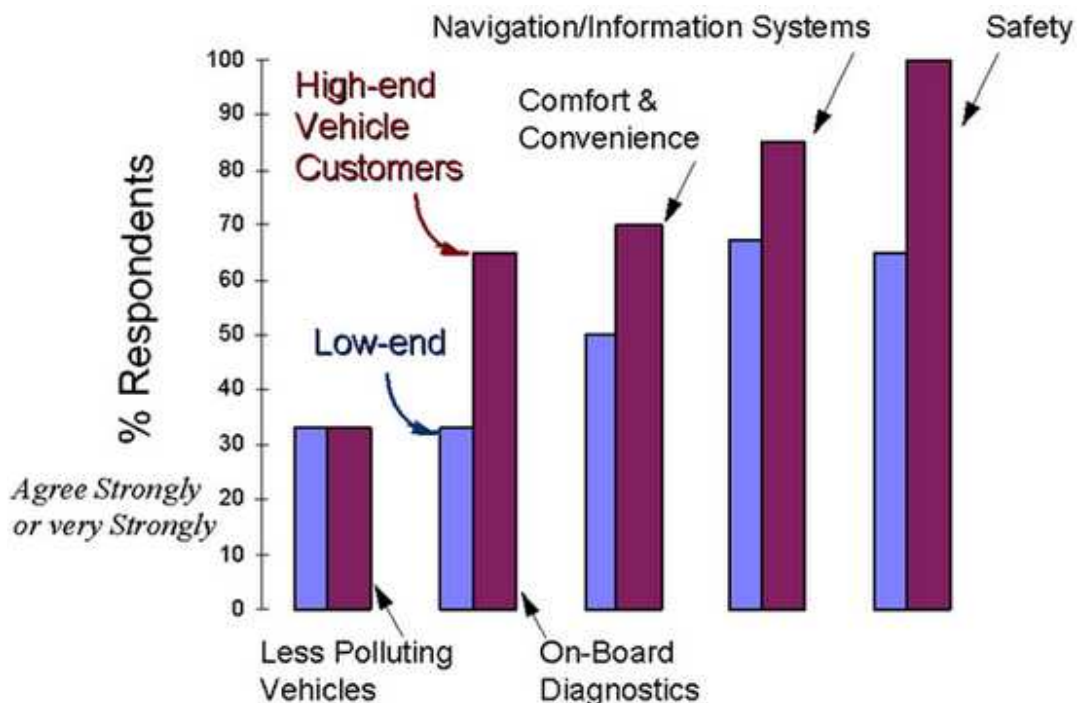 Navigation/Information Systems
Safety
100
90
80
70
60
50
40
30
20
10
0
% Respondents
Agree Strongly
or very Strongly
High-end
Vehicle
Customers
Low-end
Comfort &
Convenience
Less Polluting
Vehicles
On-Board
Diagnostics